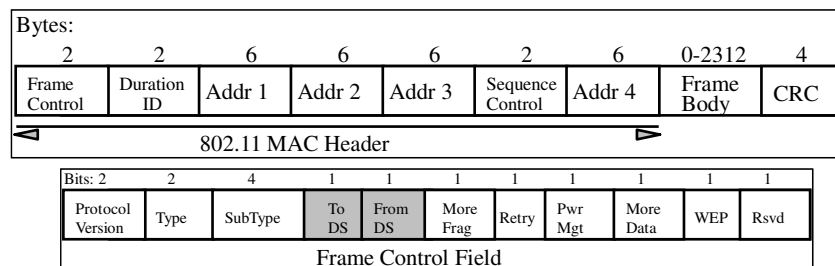 Bytes:
2 2 6 6 6 2 6 0-2312 4
Frame Control Duration ID Addr 1 Addr 2 Addr 3 Sequence Control Addr 4 Frame Body CRC
802.11 MAC Header
Bits: 2 2 4 1 1 1 1 1 1 1 1
Protocol Version Type SubType To DS From DS More Frag Retry Pwr Mgt More Data WEP Rsvd
Frame Control Field